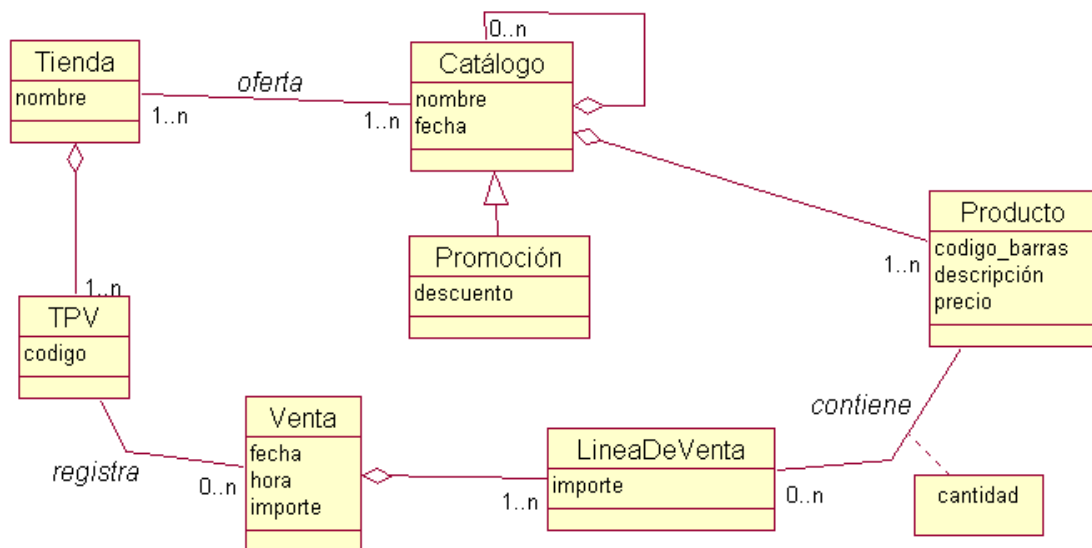 0..n
Tienda
nombre
oferta
1..n
1..n
Catálogo
nombre
fecha
Promoción
descuento
Producto
codigo_barras
descripción
precio
1..n
1..n
TPV
codigo
registra
0..n
Venta
fecha
hora
importe
1..n
LineaDeVenta
importe
0..n
contiene
cantidad